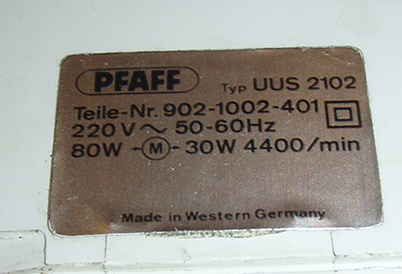 PFAFF Typ UUS 2102
Teile-Nr. 902-1002-401
220 V ~ 50-60Hz
80W -M- 30W 4400/min
Made in Western Germany